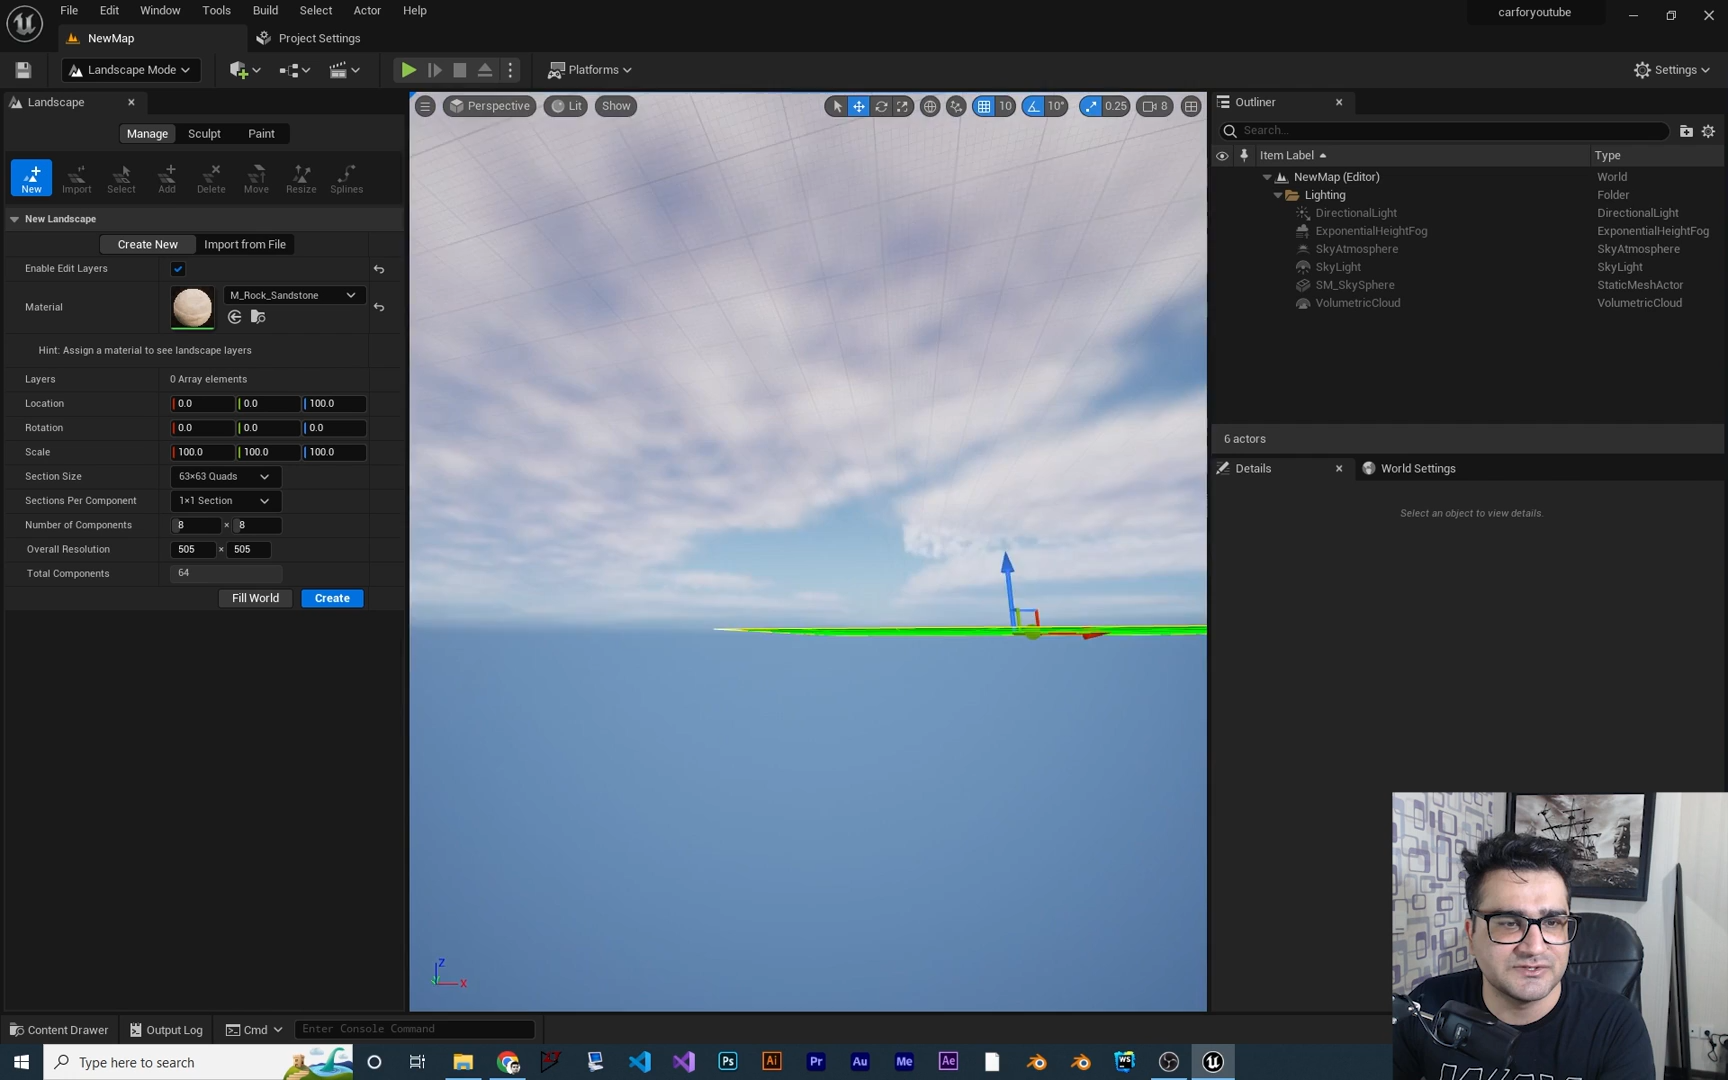 File Edit Window Tools Build Select Actor Help
carforyoutube
NewMap
Project Settings
Landscape Mode
Platforms
Settings
Landscape
Manage Sculpt Paint
New Import Select Add Delete Move Resize Splines
New Landscape
Create New Import from File
Enable Edit Layers
Material
M_Rock_Sandstone
Hint: Assign a material to see landscape layers
Layers 0 Array elements
Location 0.0 0.0 100.0
Rotation 0.0 0.0 0.0
Scale 100.0 100.0 100.0
Section Size 63×63 Quads
Sections Per Component 1×1 Section
Number of Components 8 × 8
Overall Resolution 505 × 505
Total Components 64
Fill World Create
Perspective Lit Show
10 10° 0.25 8
Z
X
Outliner
Search...
Item Label Type
NewMap (Editor) World
Lighting Folder
DirectionalLight DirectionalLight
ExponentialHeightFog ExponentialHeightFog
SkyAtmosphere SkyAtmosphere
SkyLight SkyLight
SM_SkySphere StaticMeshActor
VolumetricCloud VolumetricCloud
6 actors
Details
World Settings
Select an object to view details.
Content Drawer Output Log Cmd Enter Console Command
Type here to search
Ps Ai Pr Au Me Ae WS